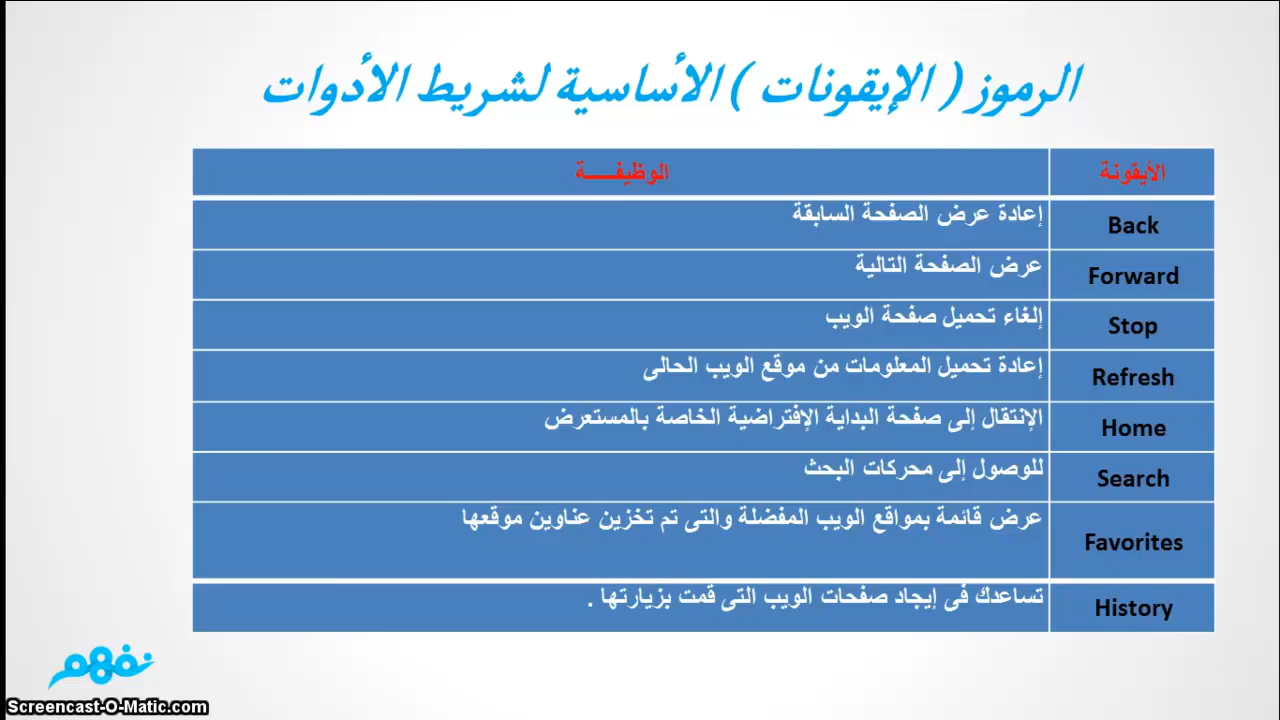 الرموز ( الإيقونات ) الأساسية لشريط الأدوات
الأيقونة الوظيفـــــة
Back إعادة عرض الصفحة السابقة
Forward عرض الصفحة التالية
Stop إلغاء تحميل صفحة الويب
Refresh إعادة تحميل المعلومات من موقع الويب الحالى
Home الإنتقال إلى صفحة البداية الإفتراضية الخاصة بالمستعرض
Search للوصول إلى محركات البحث
Favorites عرض قائمة بمواقع الويب المفضلة والتى تم تخزين عناوين موقعها
History تساعدك فى إيجاد صفحات الويب التى قمت بزيارتها .
نفهم
Screencast-O-Matic.com